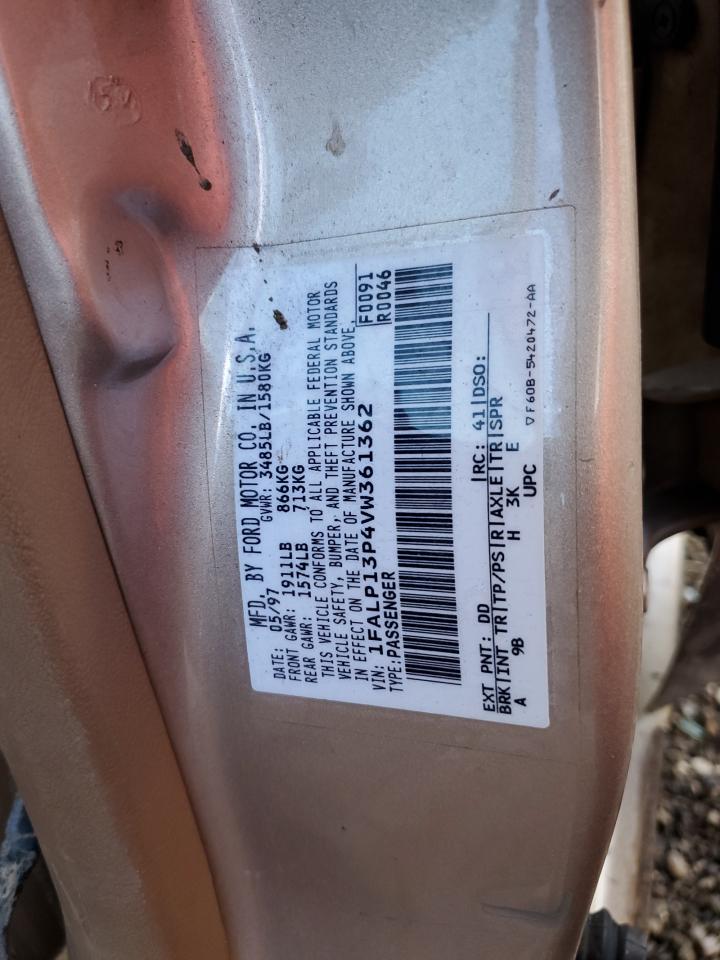 MFD. BY FORD MOTOR CO. IN U.S.A.
DATE: 05/97 GVWR: 3485LB/1580KG
FRONT GAWR: 1911LB 866KG
REAR GAWR: 1574LB 713KG
THIS VEHICLE CONFORMS TO ALL APPLICABLE FEDERAL MOTOR
VEHICLE SAFETY, BUMPER, AND THEFT PREVENTION STANDARDS
IN EFFECT ON THE DATE OF MANUFACTURE SHOWN ABOVE.
VIN: 1FALP13P4VW361362 F0091
TYPE: PASSENGER R0046
EXT PNT: DD RC: 41 DSO:
BRK INT TR TP/PS R AXLE TR SPR
A 9B H 3K E
UPC
F60B-5420472-AA